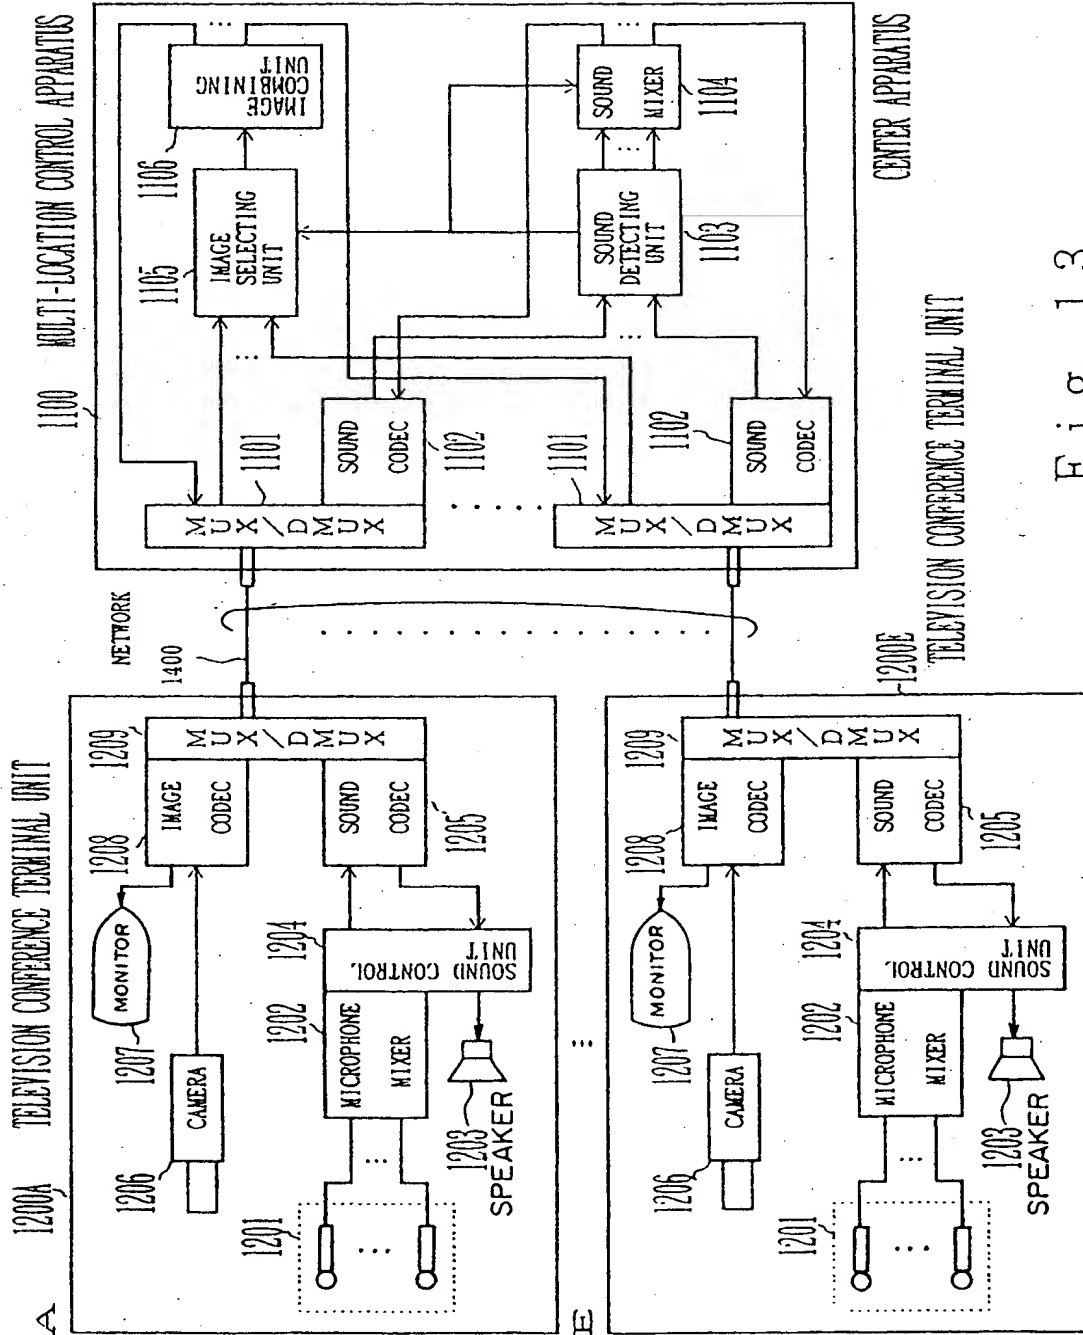 A
1200A
TELEVISION CONFERENCE TERMINAL UNIT
1206
CAMERA
1207
MONITOR
1208
IMAGE
CODEC
1209
MUX/DMUX
1201
...
...
1202
MICROPHONE
MIXER
1203
SPEAKER
1204
SOUND CONTROL
UNIT
SOUND
CODEC
1205
NETWORK
1400
...
E
1200E
TELEVISION CONFERENCE TERMINAL UNIT
1206
CAMERA
1207
MONITOR
1208
IMAGE
CODEC
1209
MUX/DMUX
1201
...
...
1202
MICROPHONE
MIXER
1203
SPEAKER
1204
SOUND CONTROL
UNIT
SOUND
CODEC
1205
1100
MULTI-LOCATION CONTROL APPARATUS
MUX/DMUX
1101
SOUND
CODEC
1102
1105
IMAGE
SELECTING
UNIT
1106
IMAGE
COMBINING
UNIT
...
...
MUX/DMUX
1101
SOUND
CODEC
1102
SOUND
DETECTING
UNIT
1103
...
...
SOUND
MIXER
1104
...
CENTER APPARATUS
Fig. 13